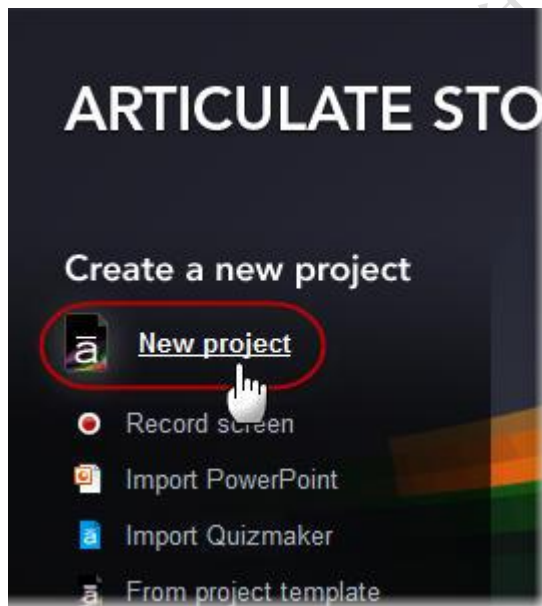 ARTICULATE STO
Create a new project
New project
Record screen
Import PowerPoint
Import Quizmaker
From project template